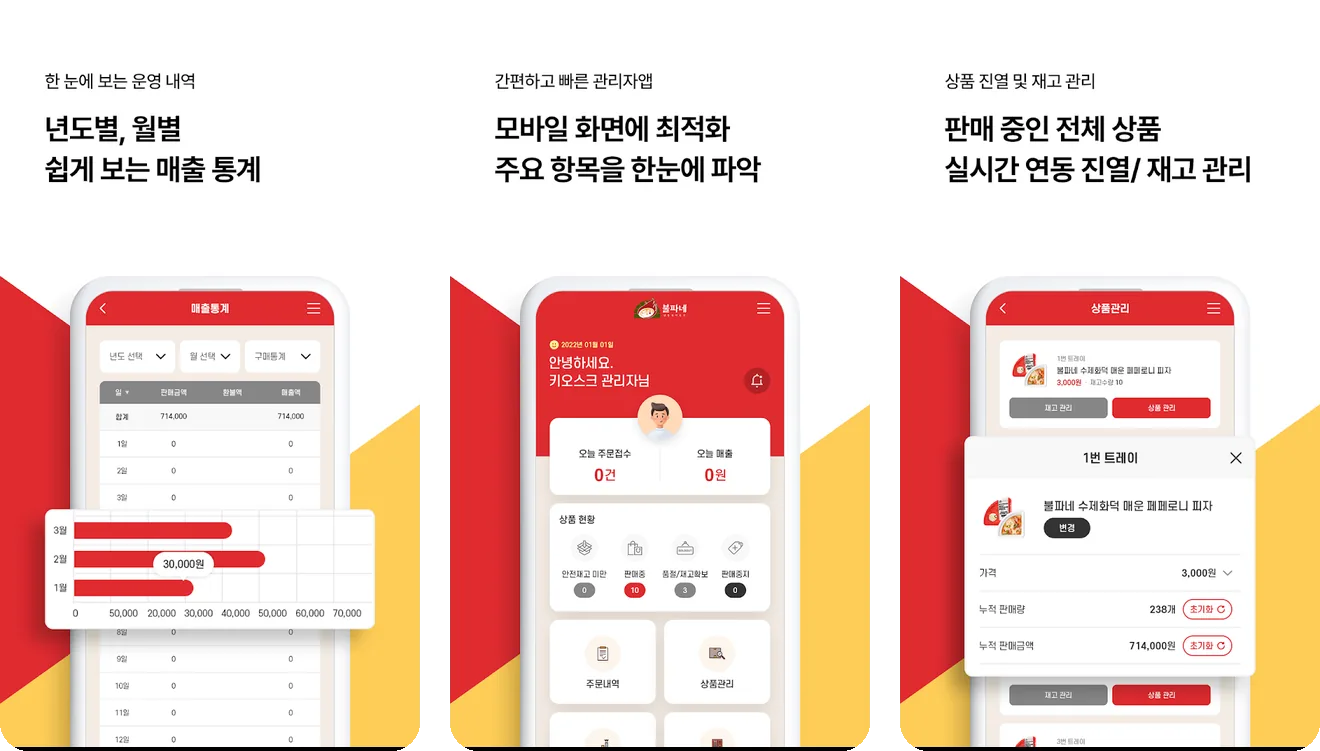 한 눈에 보는 운영 내역
년도별, 월별
쉽게 보는 매출 통계
매출통계
년도 선택
월 선택
구매통계
일 ▼ 판매금액 환불액 매출액
합계 714,000 714,000
1일 0 0
2일 0 0
3일 0 0
3월
2월
30,000원
1월
0 50,000 20,000 30,000 40,000 50,000 60,000 70,000
8일 0 0
9일 0 0
10일 0 0
11일 0 0
12일 0 0
간편하고 빠른 관리자앱
모바일 화면에 최적화
주요 항목을 한눈에 파악
불파네
2022년 01월 01일
안녕하세요.
키오스크 관리자님
오늘 주문접수 오늘 매출
0건 0원
상품 현황
안전재고 미만 판매중 품절/재고확보 판매중지
0 10 3 0
주문내역 상품관리
상품 진열 및 재고 관리
판매 중인 전체 상품
실시간 연동 진열/ 재고 관리
상품관리
1번 트레이
불파네 수제화덕 매운 페페로니 피자
3,000원 · 재고수량 10
재고 관리 상품 관리
1번 트레이
불파네 수제화덕 매운 페페로니 피자
변경
가격 3,000원
누적 판매량 238개 초기화
누적 판매금액 714,000원 초기화
재고 관리 상품 관리
3번 트레이